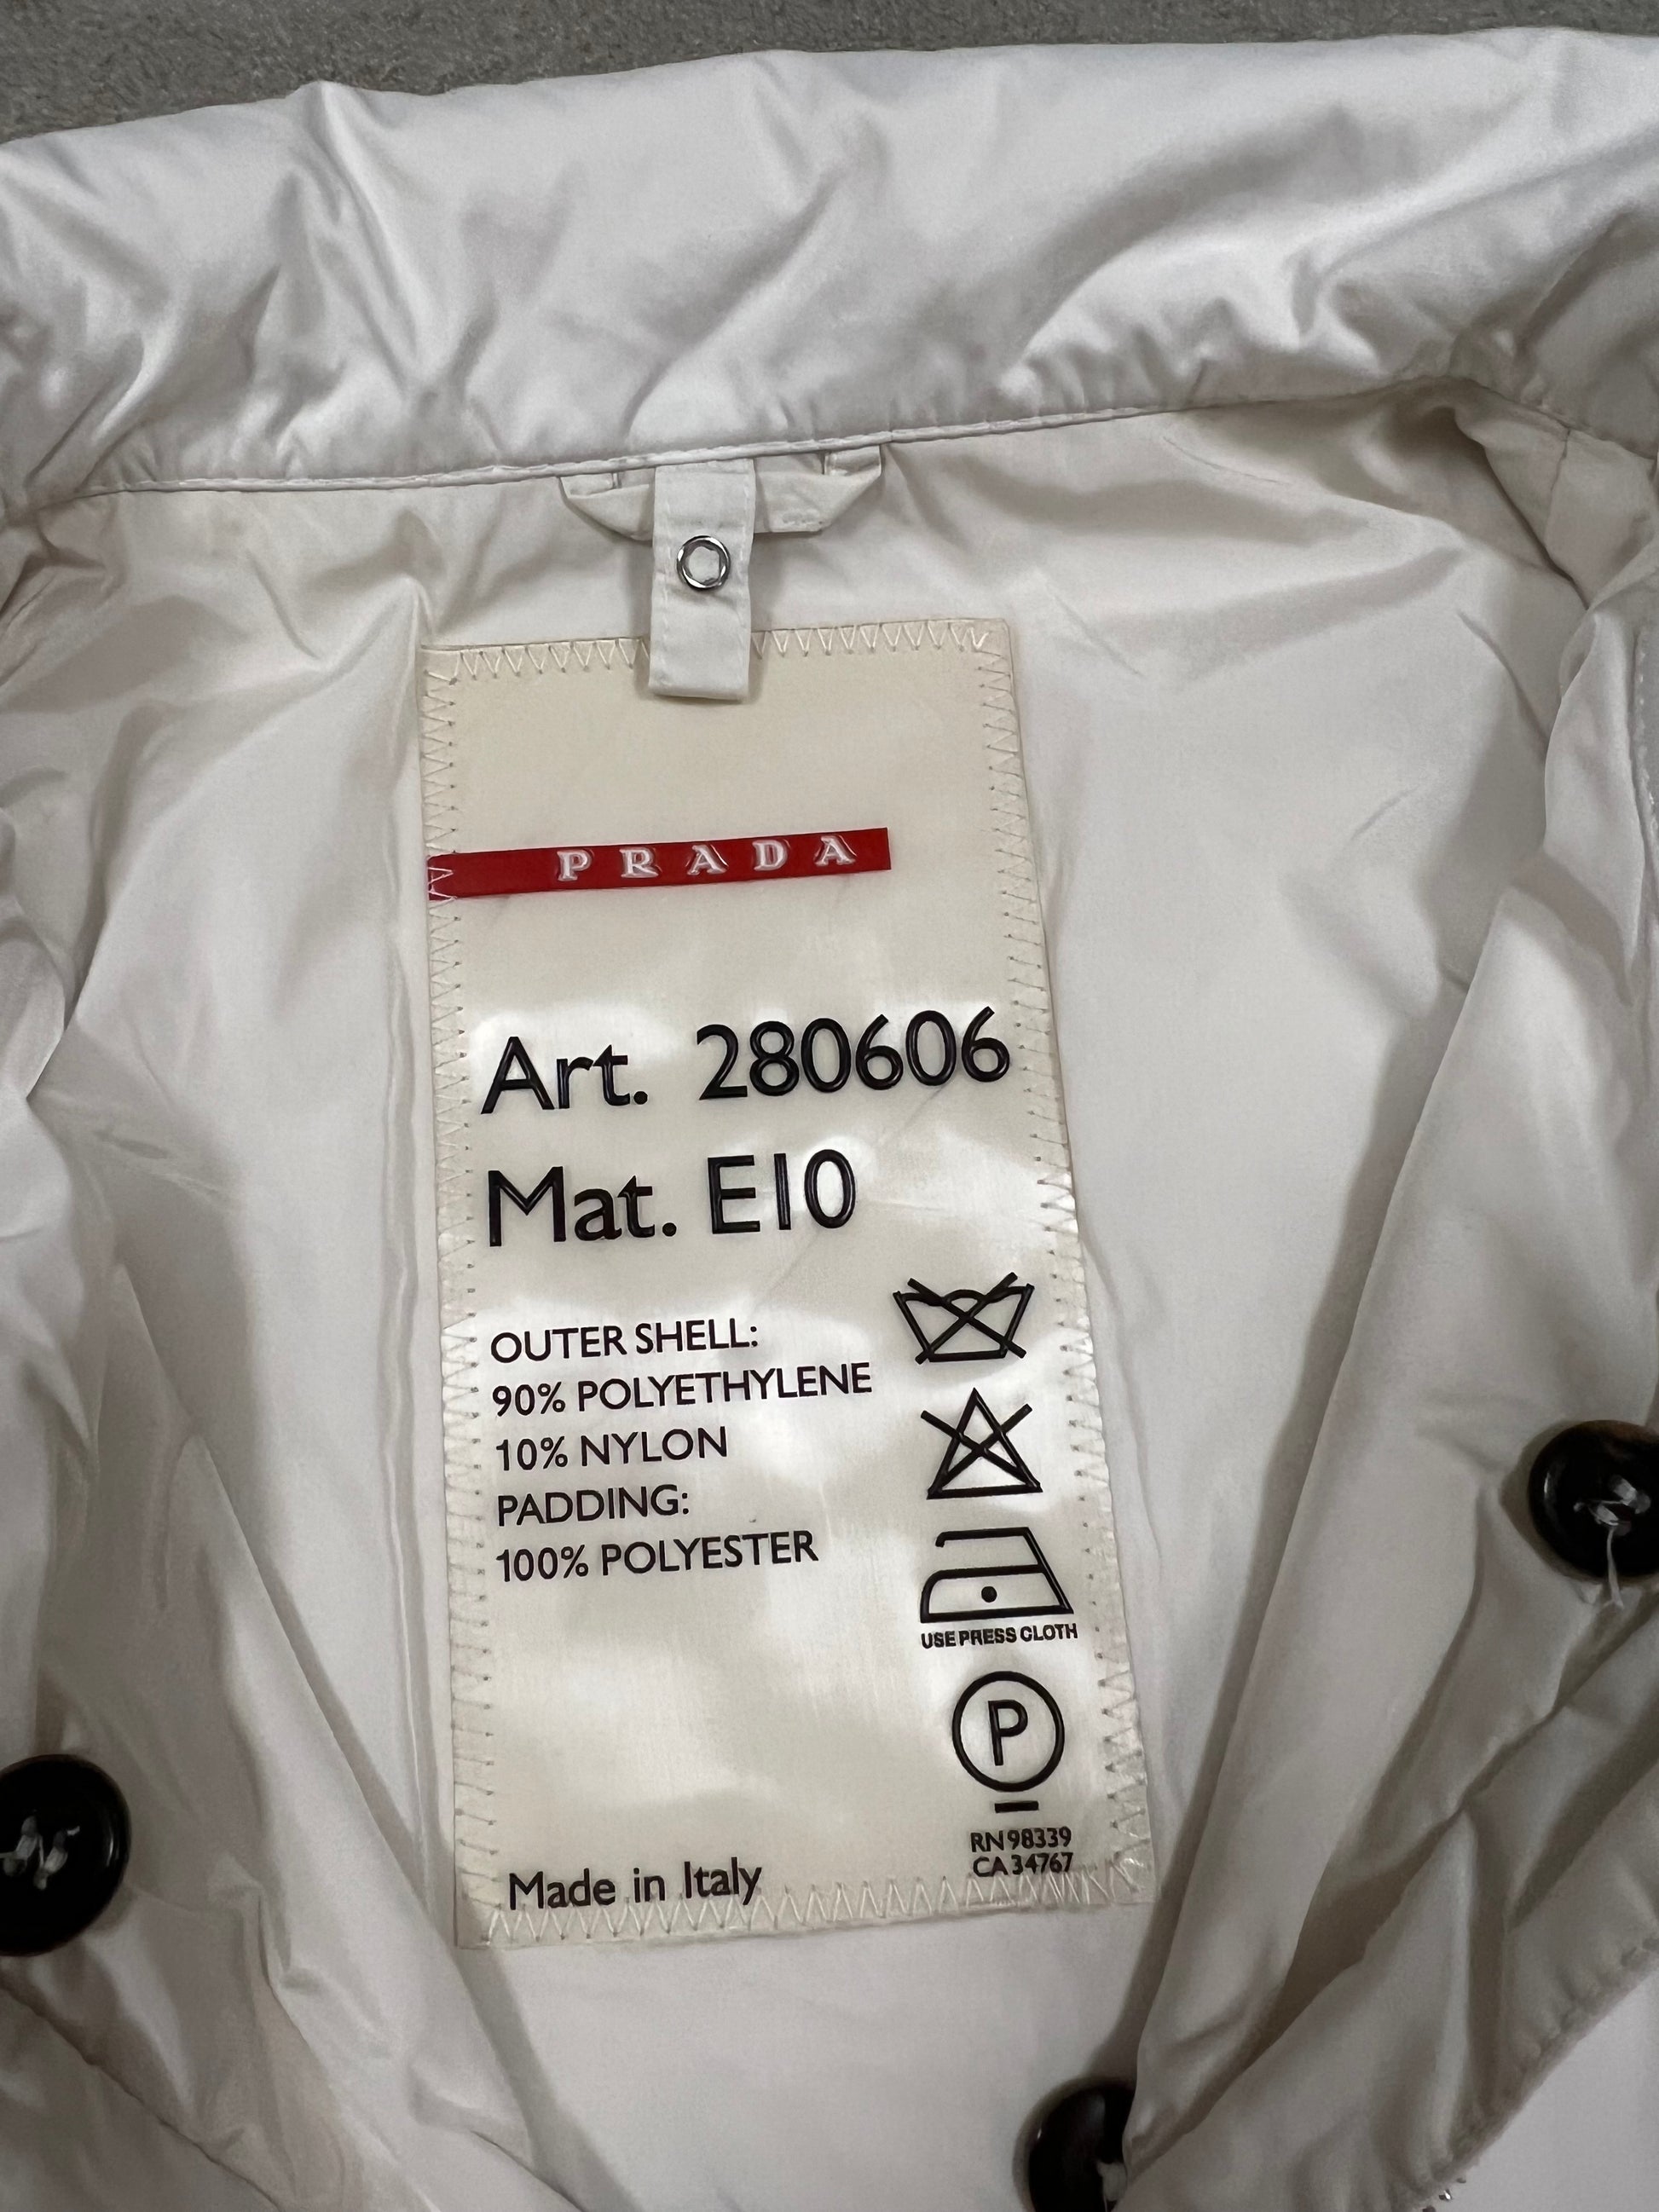 PRADA
Art. 280606
Mat. E10
OUTER SHELL:
90% POLYETHYLENE
10% NYLON
PADDING:
100% POLYESTER
USE PRESS CLOTH
P
RN 98339
CA 34767
Made in Italy